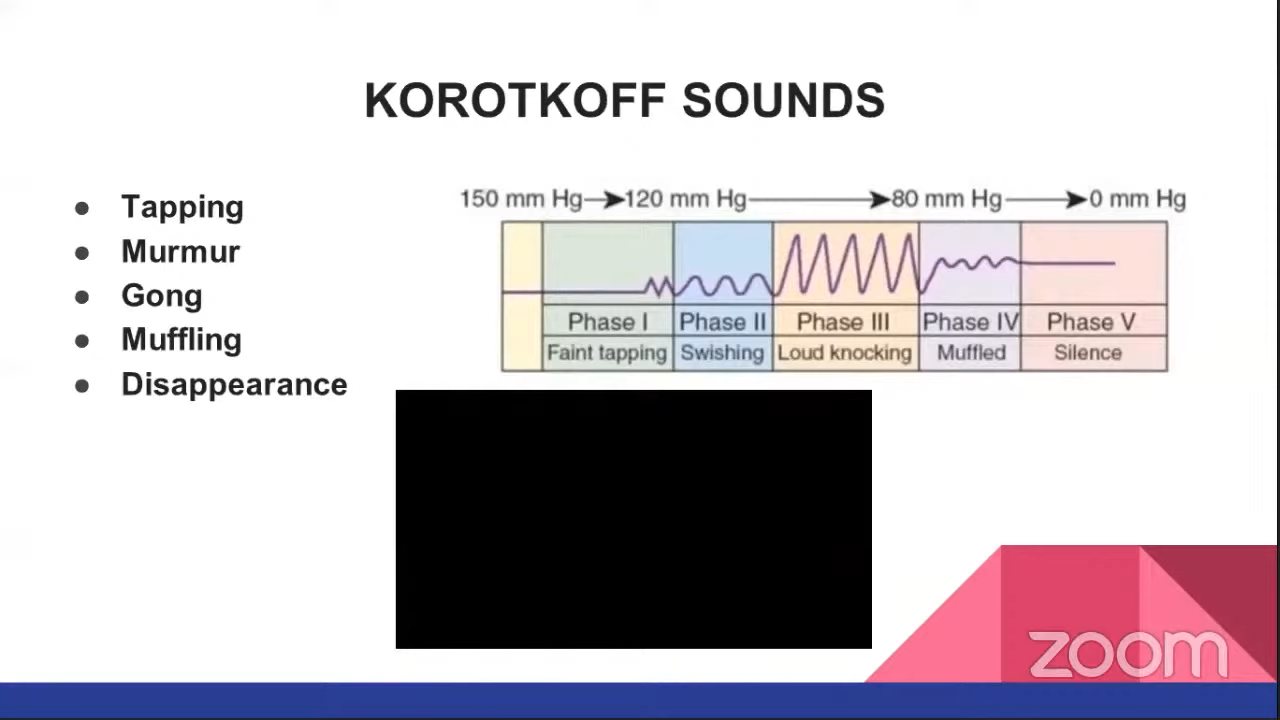 KOROTKOFF SOUNDS
● Tapping
● Murmur
● Gong
● Muffling
● Disappearance
150 mm Hg 120 mm Hg 80 mm Hg 0 mm Hg
Phase I Phase II Phase III Phase IV Phase V
Faint tapping Swishing Loud knocking Muffled Silence
zoom